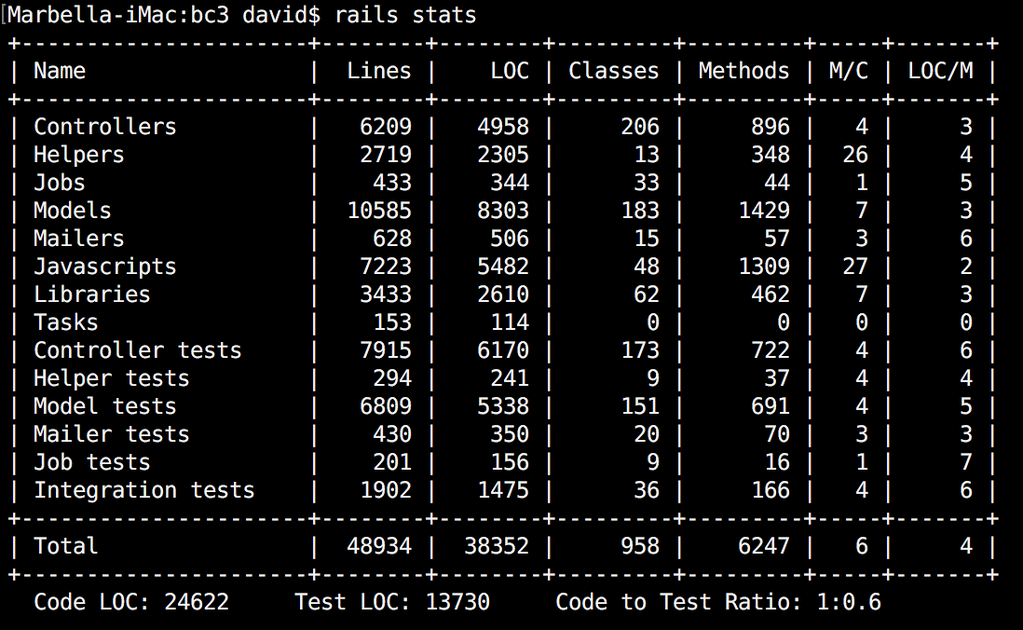 [Marbella-iMac:bc3 david$ rails stats
+----------------------+--------+--------+---------+---------+-----+-------+
| Name                 |  Lines |    LOC | Classes | Methods | M/C | LOC/M |
+----------------------+--------+--------+---------+---------+-----+-------+
| Controllers          |   6209 |   4958 |     206 |     896 |   4 |     3 |
| Helpers              |   2719 |   2305 |      13 |     348 |  26 |     4 |
| Jobs                 |    433 |    344 |      33 |      44 |   1 |     5 |
| Models               |  10585 |   8303 |     183 |    1429 |   7 |     3 |
| Mailers              |    628 |    506 |      15 |      57 |   3 |     6 |
| Javascripts          |   7223 |   5482 |      48 |    1309 |  27 |     2 |
| Libraries            |   3433 |   2610 |      62 |     462 |   7 |     3 |
| Tasks                |    153 |    114 |       0 |       0 |   0 |     0 |
| Controller tests     |   7915 |   6170 |     173 |     722 |   4 |     6 |
| Helper tests         |    294 |    241 |       9 |      37 |   4 |     4 |
| Model tests          |   6809 |   5338 |     151 |     691 |   4 |     5 |
| Mailer tests         |    430 |    350 |      20 |      70 |   3 |     3 |
| Job tests            |    201 |    156 |       9 |      16 |   1 |     7 |
| Integration tests    |   1902 |   1475 |      36 |     166 |   4 |     6 |
+----------------------+--------+--------+---------+---------+-----+-------+
| Total                |  48934 |  38352 |     958 |    6247 |   6 |     4 |
+----------------------+--------+--------+---------+---------+-----+-------+
  Code LOC: 24622     Test LOC: 13730     Code to Test Ratio: 1:0.6